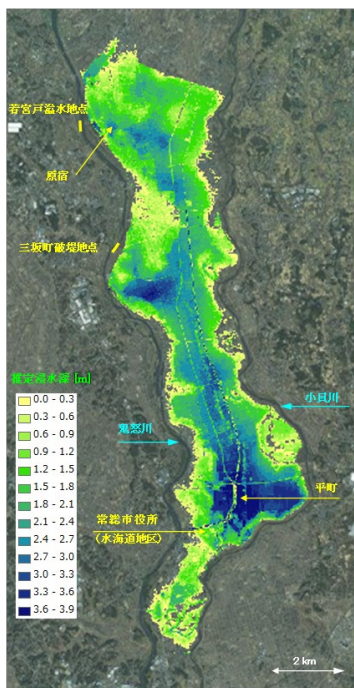 若宮戸溢水地点
原宿
三坂町破堤地点
推定浸水深 [m]
0.0 - 0.3
0.3 - 0.6
0.6 - 0.9
0.9 - 1.2
1.2 - 1.5
1.5 - 1.8
1.8 - 2.1
2.1 - 2.4
2.4 - 2.7
2.7 - 3.0
3.0 - 3.3
3.3 - 3.6
3.6 - 3.9
小貝川
鬼怒川
平町
常総市役所
(水海道地区)
2 km